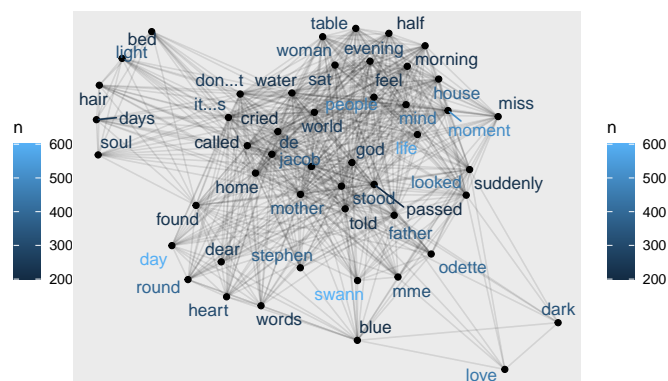 table
half
bed
light
woman
evening
morning
don...t
water
sat
feel
hair
it...s
people
house
miss
n
cried
world
mind
moment
n
days
called
de
life
600
600
soul
jacob
god
500
500
home
looked
suddenly
400
400
mother
stood
passed
found
told
300
300
father
day
dear
stephen
odette
200
200
round
swann
mme
heart
words
blue
dark
love